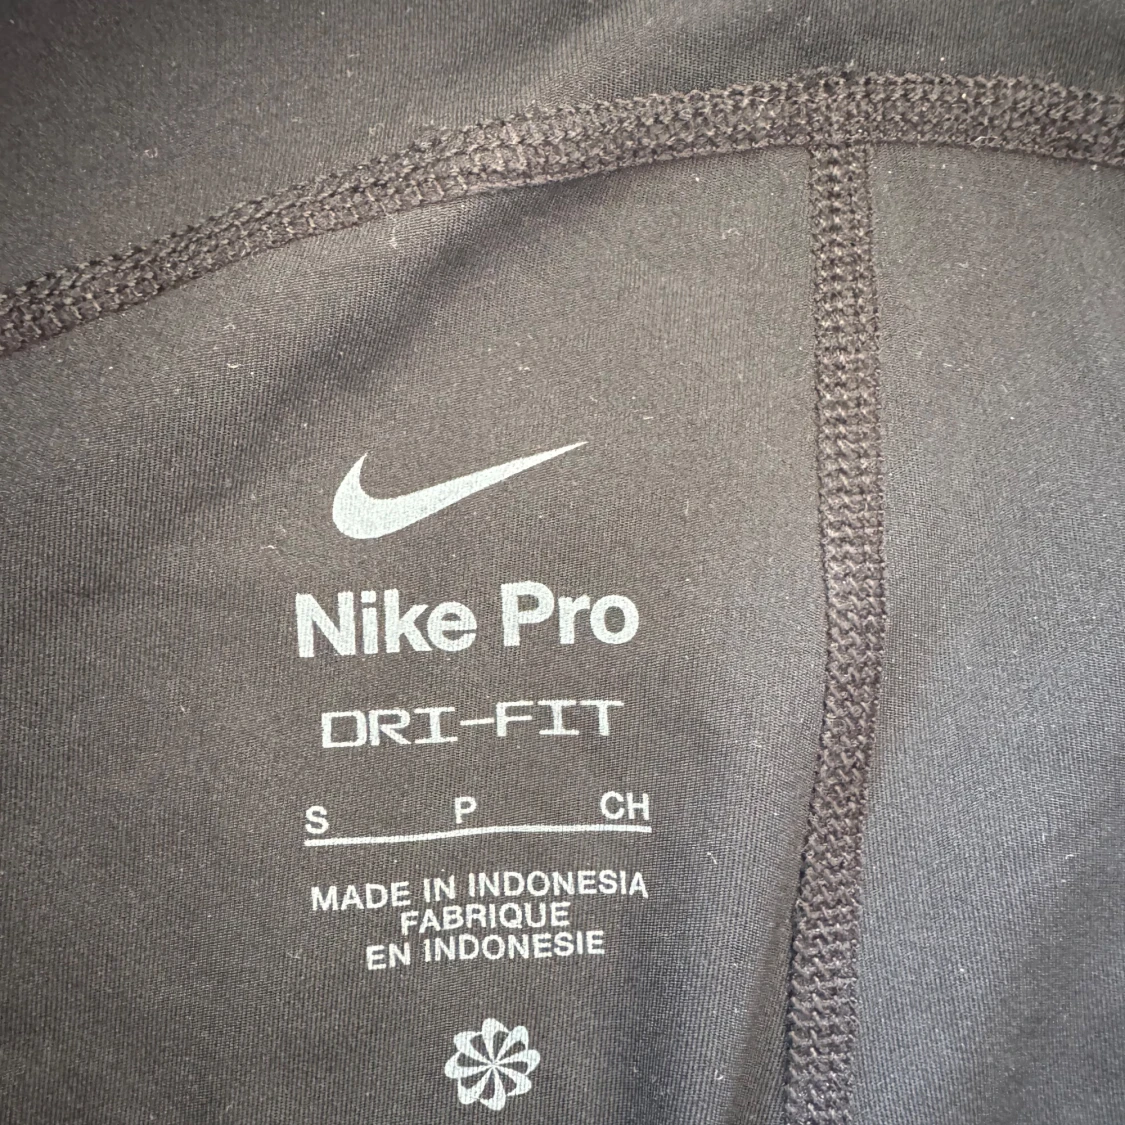 Nike Pro
DRI-FIT
S P CH
MADE IN INDONESIA
FABRIQUE
EN INDONESIE